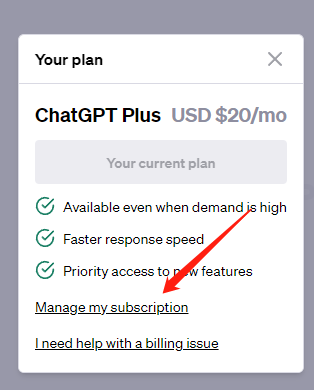 Your plan
ChatGPT Plus USD $20/mo
Your current plan
Available even when demand is high
Faster response speed
Priority access to new features
Manage my subscription
I need help with a billing issue